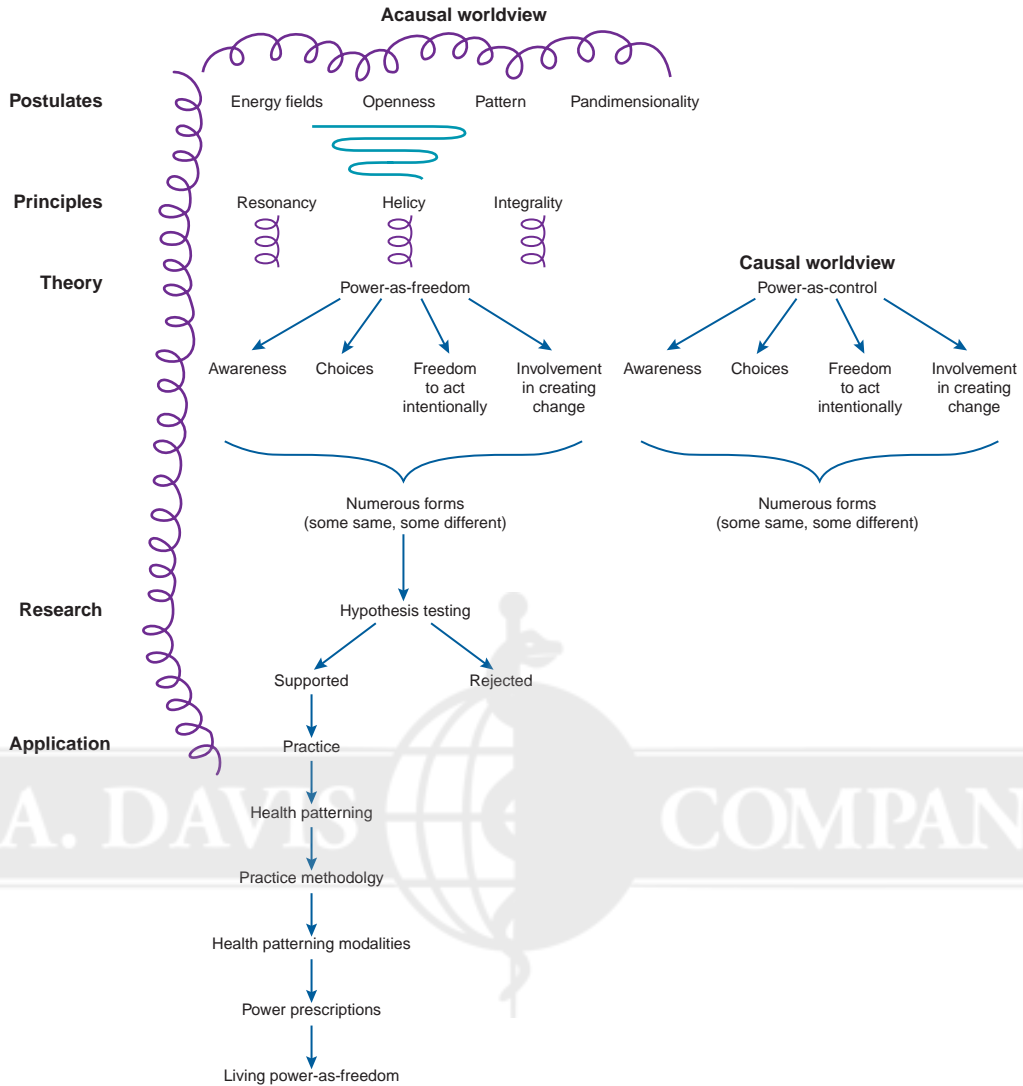 Acausal worldview
Postulates
Energy fields
Openness
Pattern
Pandimensionality
Principles
Resonancy
Helicy
Integrality
Theory
Power-as-freedom
Awareness
Choices
Freedom
to act
intentionally
Involvement
in creating
change
Numerous forms
(some same, some different)
Causal worldview
Power-as-control
Awareness
Choices
Freedom
to act
intentionally
Involvement
in creating
change
Numerous forms
(some same, some different)
Research
Hypothesis testing
Supported
Rejected
Application
Practice
Health patterning
Practice methodolgy
Health patterning modalities
Power prescriptions
Living power-as-freedom
A. DAVIS COMPAN